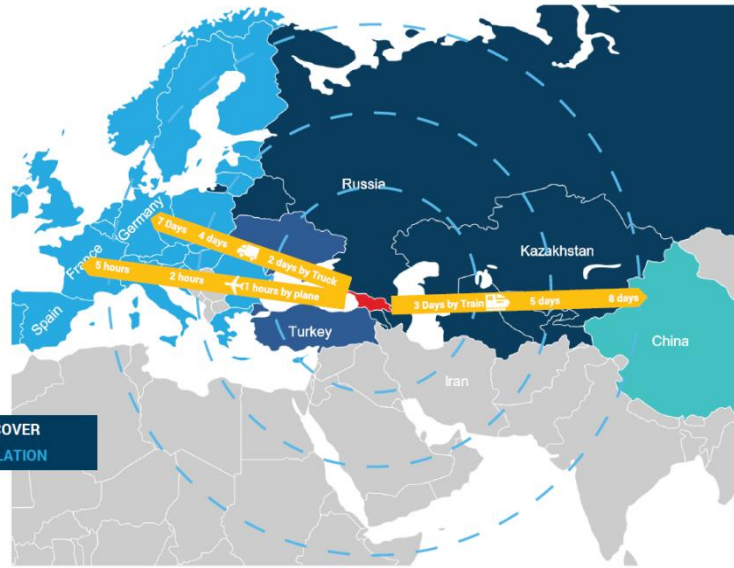 Russia
Germany
7 Days
4 days
2 days by Truck
France
5 hours
2 hours
1 hours by plane
Kazakhstan
3 Days by Train
5 days
8 days
Spain
Turkey
China
Iran
COVER
LATION